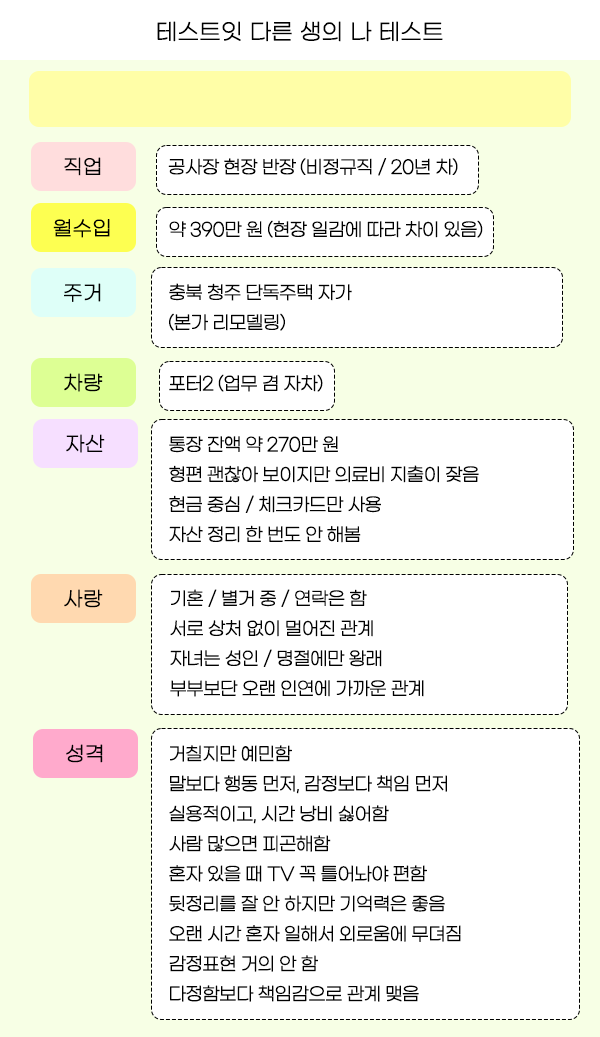 테스트잇 다른 생의 나 테스트
직업
공사장 현장 반장 (비정규직 / 20년 차)
월수입
약 390만 원 (현장 일감에 따라 차이 있음)
주거
충북 청주 단독주택 자가
(본가 리모델링)
차량
포터2 (업무 겸 자차)
자산
통장 잔액 약 270만 원
형편 괜찮아 보이지만 의료비 지출이 잦음
현금 중심 / 체크카드만 사용
자산 정리 한 번도 안 해봄
사랑
기혼 / 별거 중 / 연락은 함
서로 상처 없이 멀어진 관계
자녀는 성인 / 명절에만 왕래
부부보단 오랜 인연에 가까운 관계
성격
거칠지만 예민함
말보다 행동 먼저, 감정보다 책임 먼저
실용적이고, 시간 낭비 싫어함
사람 많으면 피곤해함
혼자 있을 때 TV 꼭 틀어놔야 편함
뒷정리를 잘 안 하지만 기억력은 좋음
오랜 시간 혼자 일해서 외로움에 무뎌짐
감정표현 거의 안 함
다정함보다 책임감으로 관계 맺음